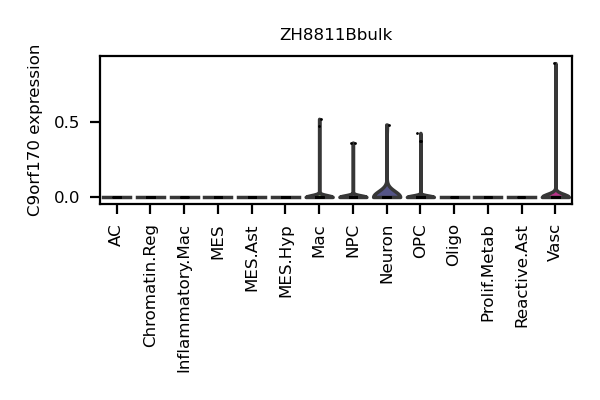 ZH8811Bbulk
C9orf170 expression
0.5
0.0
AC
Chromatin.Reg
Inflammatory.Mac
MES
MES.Ast
MES.Hyp
Mac
NPC
Neuron
OPC
Oligo
Prolif.Metab
Reactive.Ast
Vasc